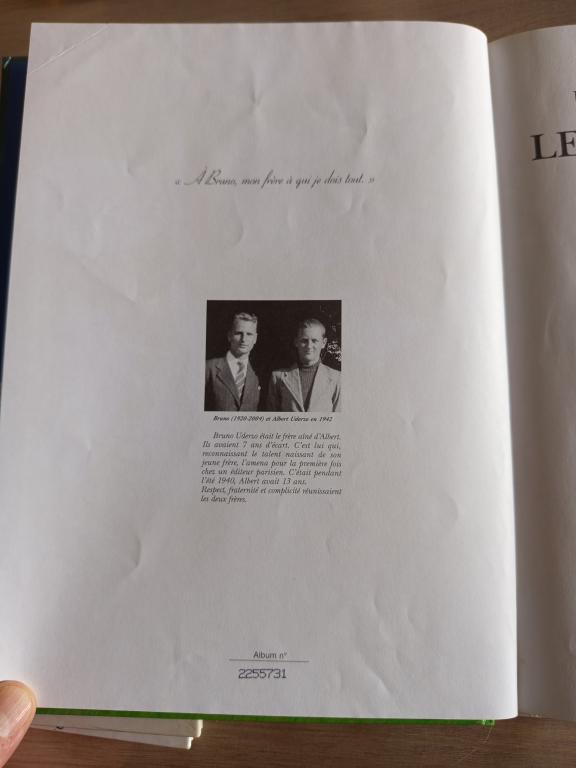 « À Bruno, mon frère à qui je dois tout. »
LE
Bruno (1920-2004) et Albert Uderzo en 1942
Bruno Uderzo était le frère aîné d'Albert.
Ils avaient 7 ans d'écart. C'est lui qui,
reconnaissant le talent naissant de son
jeune frère, l'amena pour la première fois
chez un éditeur parisien. C'était pendant
l'été 1940, Albert avait 13 ans.
Respect, fraternité et complicité réunissaient
les deux frères.
Album n°
2255731